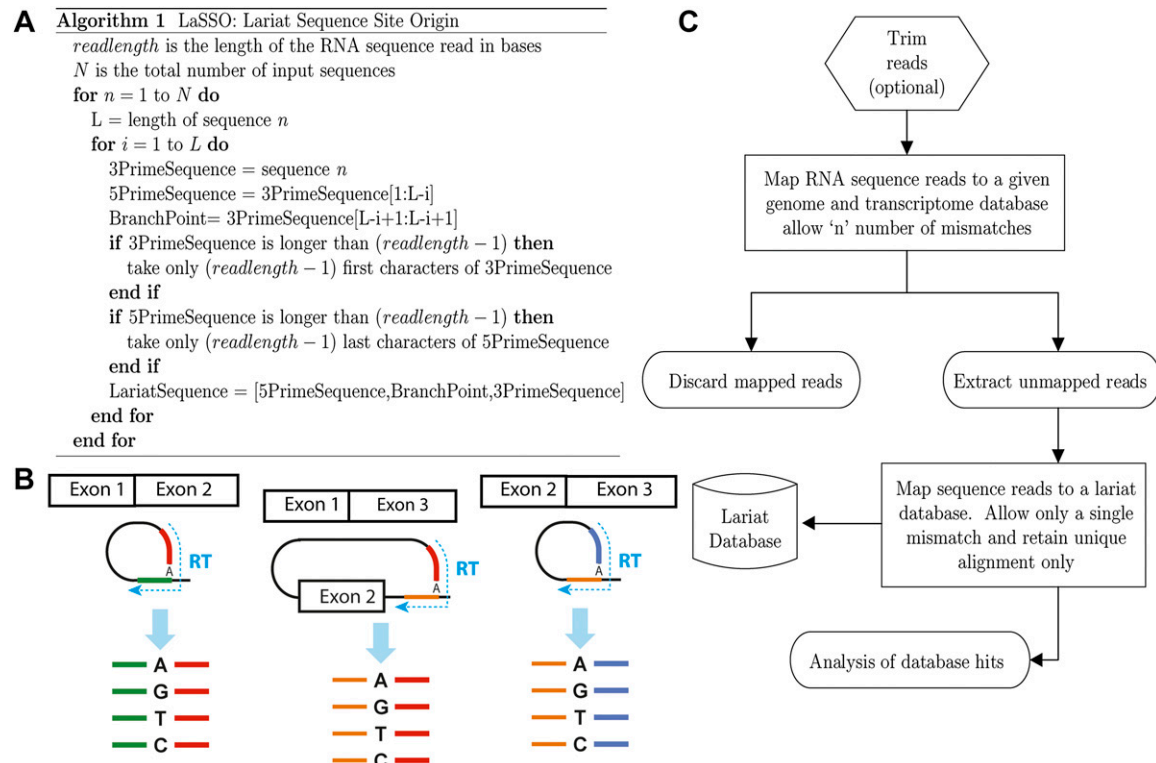 A
Algorithm 1 LaSSO: Lariat Sequence Site Origin
readlength is the length of the RNA sequence read in bases
N is the total number of input sequences
for n = 1 to N do
L = length of sequence n
for i = 1 to L do
3PrimeSequence = sequence n
5PrimeSequence = 3PrimeSequence[1:L-i]
BranchPoint= 3PrimeSequence[L-i+1:L-i+1]
if 3PrimeSequence is longer than (readlength − 1) then
take only (readlength − 1) first characters of 3PrimeSequence
end if
if 5PrimeSequence is longer than (readlength − 1) then
take only (readlength − 1) last characters of 5PrimeSequence
end if
LariatSequence = [5PrimeSequence,BranchPoint,3PrimeSequence]
end for
end for
B
Exon 1 Exon 2
A
RT
A
G
T
C
Exon 1 Exon 3
Exon 2
A
RT
A
G
T
C
Exon 2 Exon 3
A
RT
A
G
T
C
C
Trim
reads
(optional)
Map RNA sequence reads to a given
genome and transcriptome database
allow ‘n’ number of mismatches
Discard mapped reads
Extract unmapped reads
Map sequence reads to a lariat
database. Allow only a single
mismatch and retain unique
alignment only
Lariat
Database
Analysis of database hits